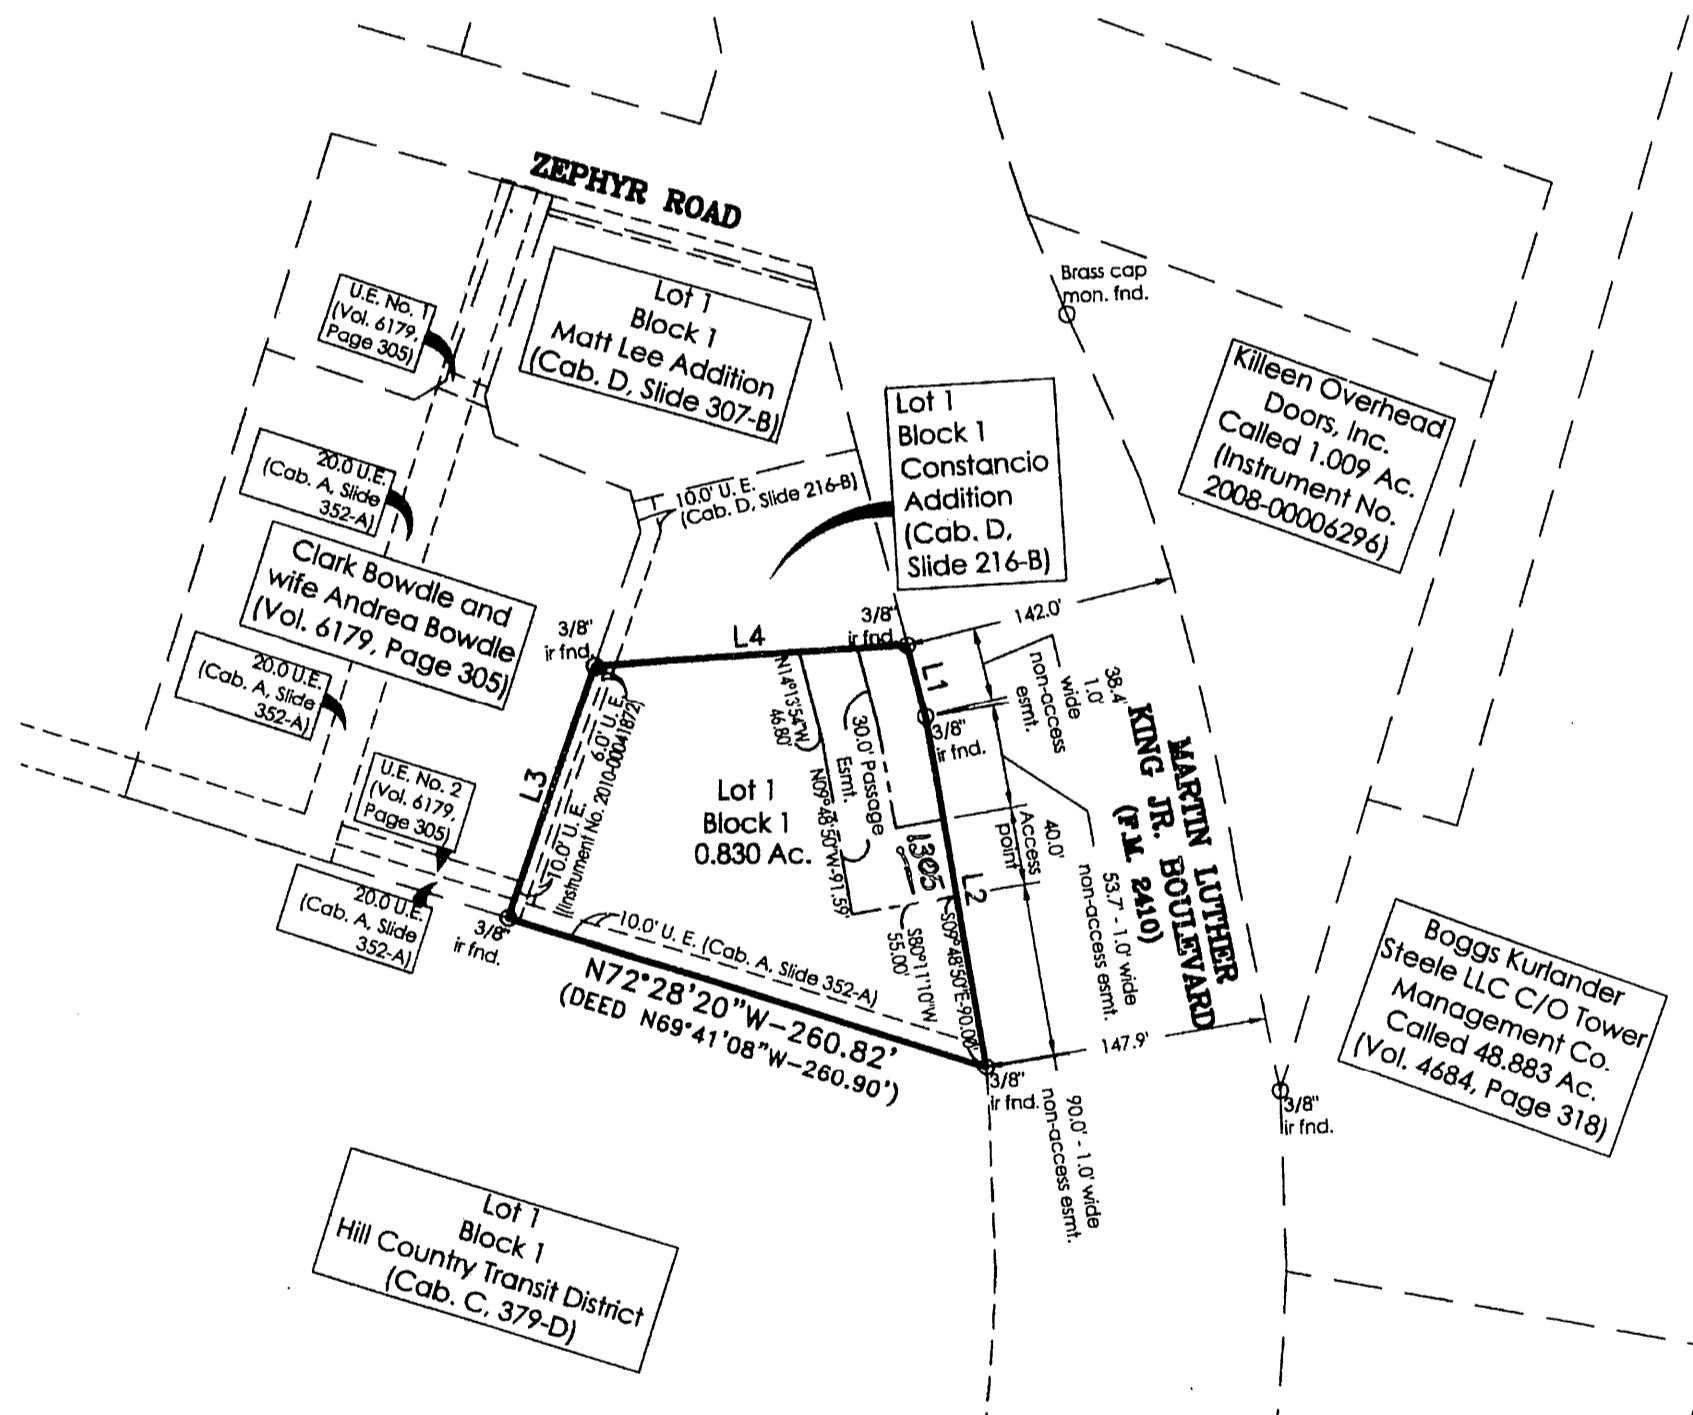 ZEPHYR ROAD
Brass cap
mon. fnd.
U.E. No. 1
(Vol. 6179,
Page 305)
Lot 1
Block 1
Matt Lee Addition
(Cab. D, Slide 307-B)
Killeen Overhead
Doors, Inc.
Called 1.009 Ac.
(Instrument No.
2008-00006296)
Lot 1
Block 1
Constancio
Addition
(Cab. D,
Slide 216-B)
20.0 U.E.
(Cab. A, Slide
352-A)
10.0' U. E.
(Cab. D, Slide 216-B)
Clark Bowdle and
wife Andrea Bowdle
(Vol. 6179, Page 305)
20.0 U.E.
(Cab. A, Slide
352-A)
3/8"
ir fnd.
L4
3/8"
ir fnd.
142.0'
L1
3/8"
ir fnd.
38.4'
1.0'
wide
non-access
esmt.
MARTIN LUTHER
KING JR. BOULEVARD
(F.M. 2410)
N14°13'54"W
46.80'
30.0' Passage
Esmt.
N09°48'50"W-91.59'
L3
6.0' U. E.
10.0' U. E.
(Instrument No. 2010-00041872)
Lot 1
Block 1
0.830 Ac.
1305
40.0'
Access
point
L2
53.7' - 1.0' wide
non-access esmt.
S80°11'10"W
55.00'
S09°48'50"E-90.00'
U.E. No. 2
(Vol. 6179,
Page 305)
20.0 U.E.
(Cab. A, Slide
352-A)
3/8"
ir fnd.
10.0' U. E. (Cab. A, Slide 352-A)
N72°28'20"W-260.82'
(DEED N69°41'08"W-260.90')
147.9'
3/8"
ir fnd.
90.0' - 1.0' wide
non-access esmt.
3/8"
ir fnd.
Boggs Kurlander
Steele LLC C/O Tower
Management Co.
Called 48.883 Ac.
(Vol. 4684, Page 318)
Lot 1
Block 1
Hill Country Transit District
(Cab. C, 379-D)